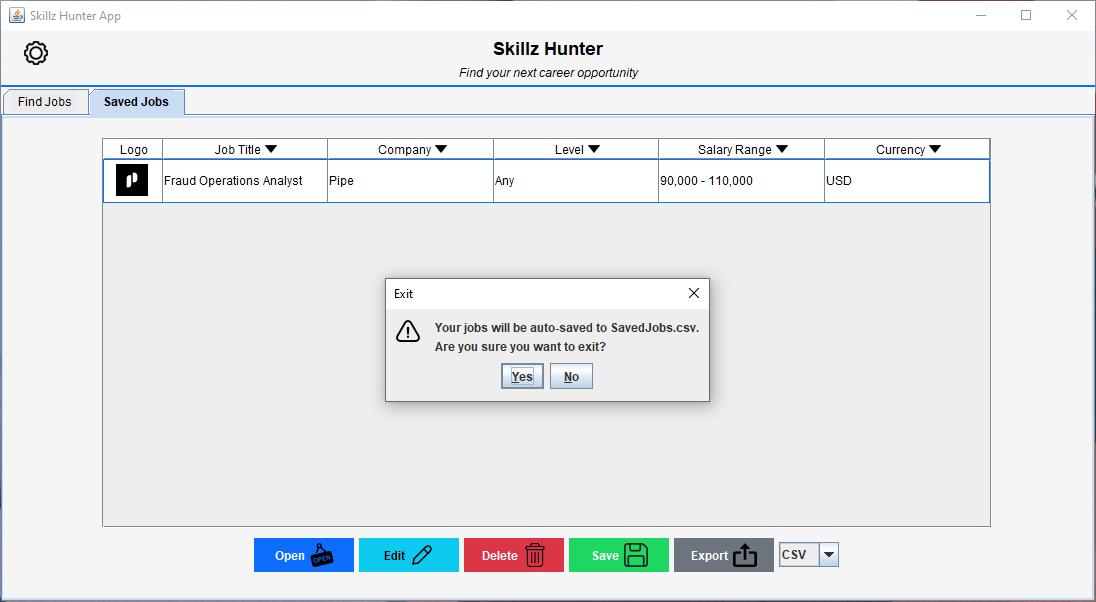 Skillz Hunter App
Skillz Hunter
Find your next career opportunity
Find Jobs Saved Jobs
Logo Job Title Company Level Salary Range Currency
Fraud Operations Analyst Pipe Any 90,000 - 110,000 USD
Exit
Your jobs will be auto-saved to SavedJobs.csv.
Are you sure you want to exit?
Yes No
Open OPEN Edit Delete Save Export CSV